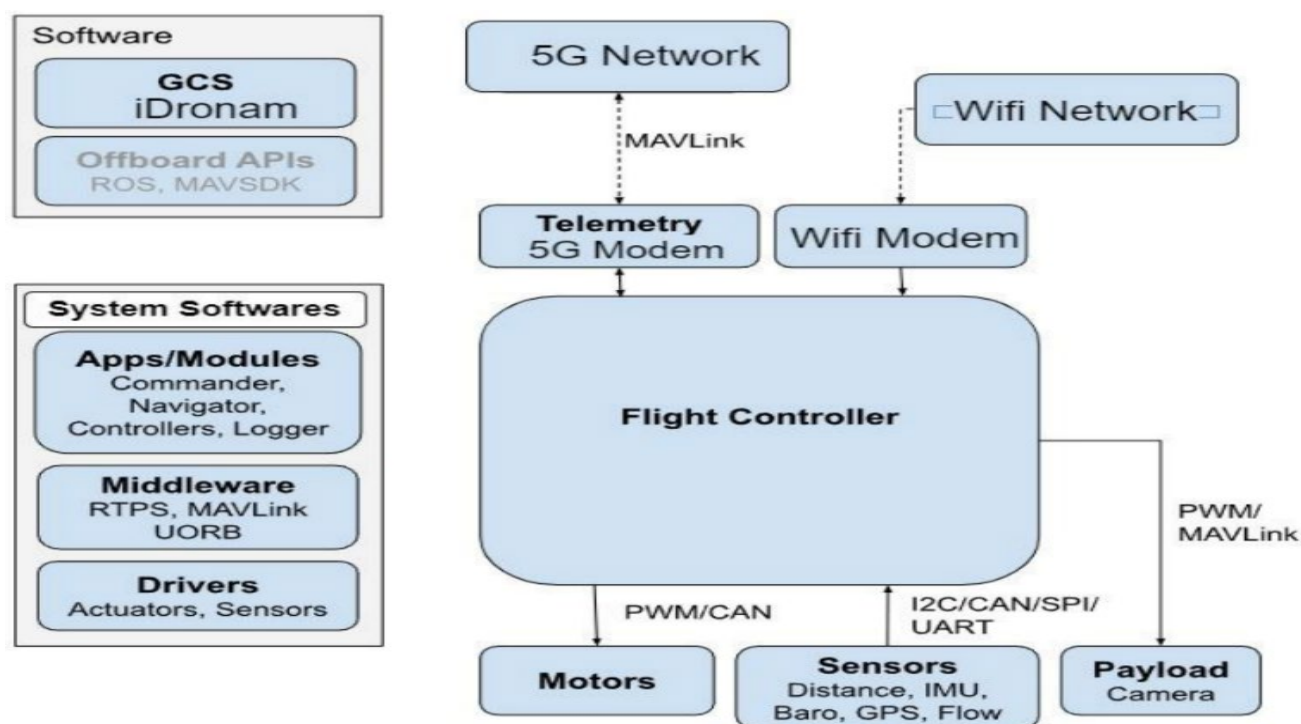 Software
GCS
iDronam
Offboard APIs
ROS, MAVSDK
System Softwares
Apps/Modules
Commander,
Navigator,
Controllers, Logger
Middleware
RTPS, MAVLink
UORB
Drivers
Actuators, Sensors
5G Network
Wifi Network
MAVLink
Telemetry
5G Modem
Wifi Modem
Flight Controller
PWM/
MAVLink
PWM/CAN
I2C/CAN/SPI/
UART
Motors
Sensors
Distance, IMU,
Baro, GPS, Flow
Payload
Camera